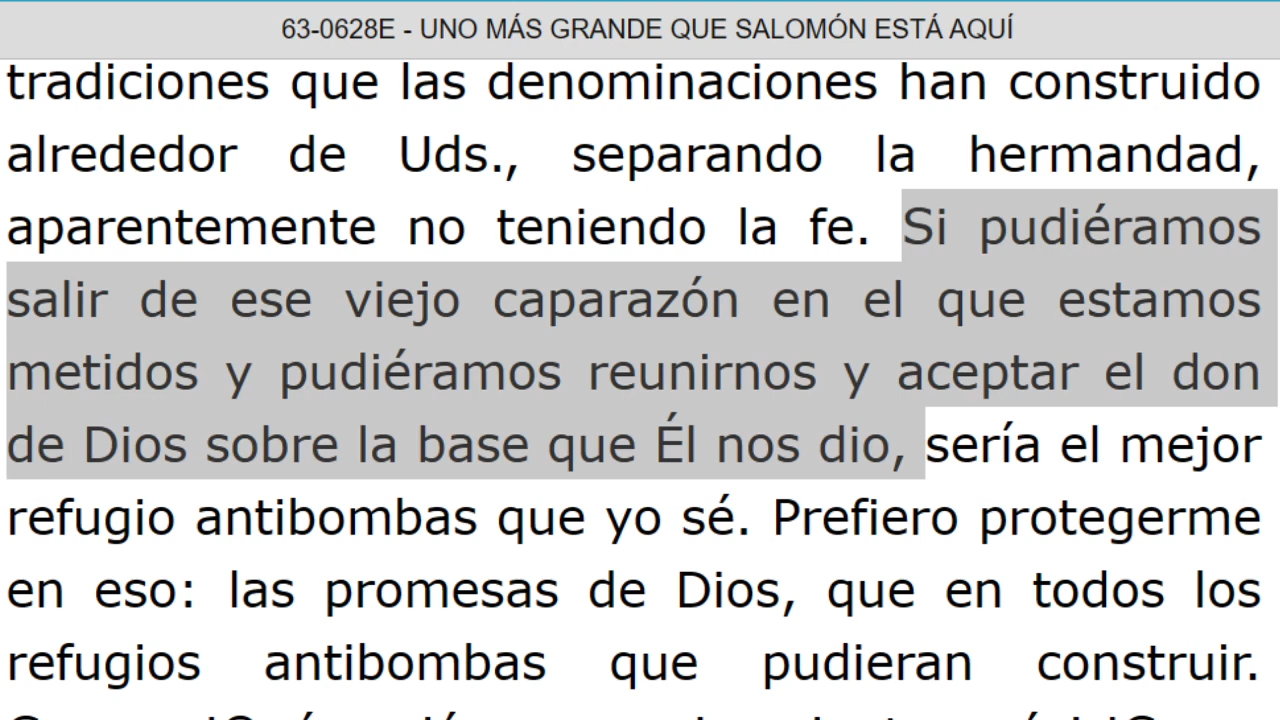 63-0628E - UNO MÁS GRANDE QUE SALOMÓN ESTÁ AQUÍ
tradiciones que las denominaciones han construido
alrededor de Uds., separando la hermandad,
aparentemente no teniendo la fe. Si pudiéramos
salir de ese viejo caparazón en el que estamos
metidos y pudiéramos reunirnos y aceptar el don
de Dios sobre la base que Él nos dio, sería el mejor
refugio antibombas que yo sé. Prefiero protegerme
en eso: las promesas de Dios, que en todos los
refugios antibombas que pudieran construir.